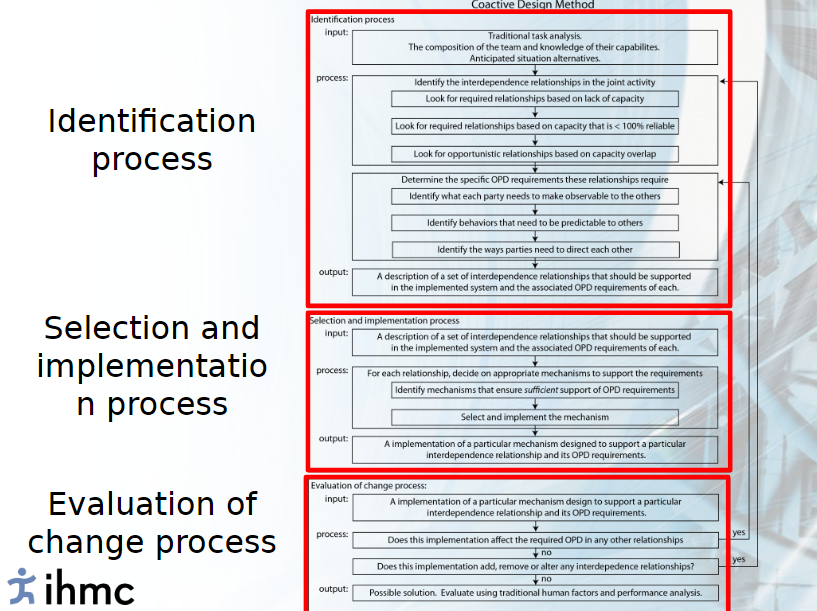 Coactive Design Method
Identification
process
Identification process
input:
Traditional task analysis.
The composition of the team and knowledge of their capabilites.
Anticipated situation alternatives.
process:
Identify the interdependence relationships in the joint activity
Look for required relationships based on lack of capacity
Look for required relationships based on capacity that is < 100% reliable
Look for opportunistic relationships based on capacity overlap
Determine the specific OPD requirements these relationships require
Identify what each party needs to make observable to the others
Identify behaviors that need to be predictable to others
Identify the ways parties need to direct each other
output:
A description of a set of interdependence relationships that should be supported
in the implemented system and the associated OPD requirements of each.
Selection and
implementatio
n process
Selection and implementation process
input:
A description of a set of interdependence relationships that should be supported
in the implemented system and the associated OPD requirements of each.
process:
For each relationship, decide on appropriate mechanisms to support the requirements
Identify mechanisms that ensure sufficient support of OPD requirements
Select and implement the mechanism
output:
A implementation of a particular mechanism designed to support a particular
interdependence relationship and its OPD requirements.
Evaluation of
change process
Evaluation of change process:
input:
A implementation of a particular mechanism design to support a particular
interdependence relationship and its OPD requirements.
process:
Does this implementation affect the required OPD in any other relationships
yes
no
Does this implementation add, remove or alter any interdepedence relationships?
yes
no
output:
Possible solution. Evaluate using traditional human factors and performance analysis.
ihmc